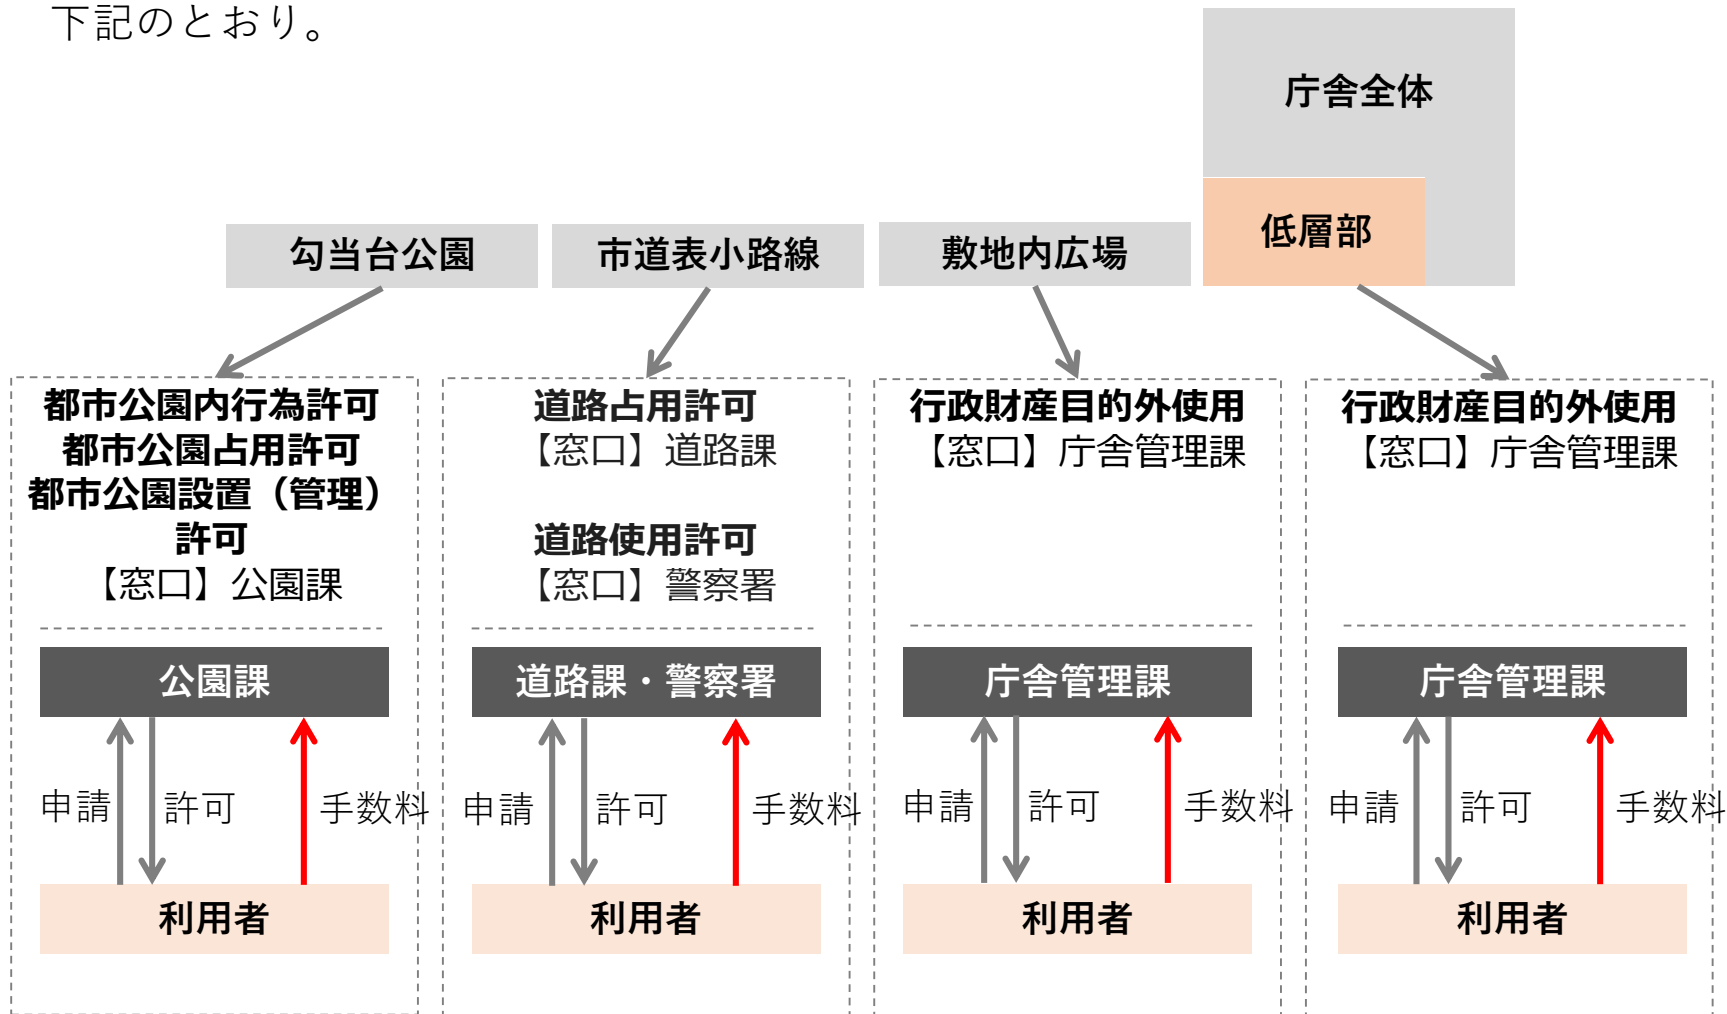 下記のとおり。
庁舎全体
低層部
勾当台公園
市道表小路線
敷地内広場
都市公園内行為許可
都市公園占用許可
都市公園設置（管理）
許可
【窓口】公園課
公園課
申請
許可
手数料
利用者
道路占用許可
【窓口】道路課
道路使用許可
【窓口】警察署
道路課・警察署
申請
許可
手数料
利用者
行政財産目的外使用
【窓口】庁舎管理課
庁舎管理課
申請
許可
手数料
利用者
行政財産目的外使用
【窓口】庁舎管理課
庁舎管理課
申請
許可
手数料
利用者